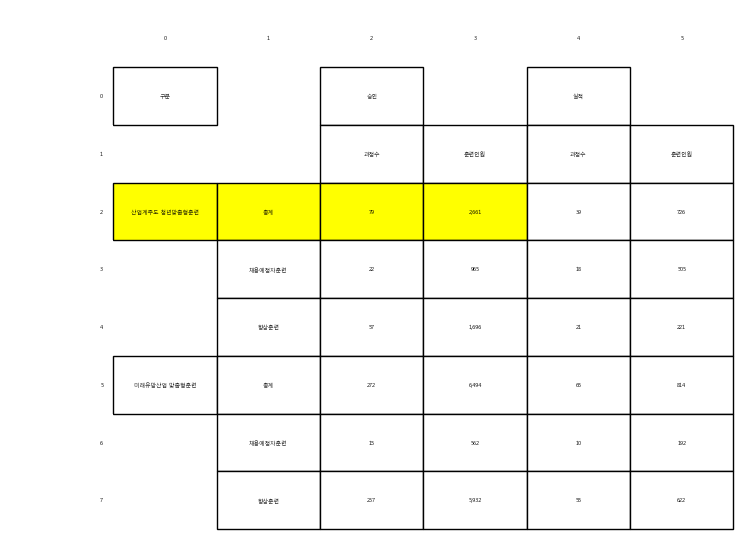 0 1 2 3 4 5
0 구분 승인 실적
1 과정수 훈련인원 과정수 훈련인원
2 산업계주도 청년맞춤형훈련 총계 79 2,661 39 726
3 채용예정자훈련 22 965 18 505
4 향상훈련 57 1,696 21 221
5 미래유망산업 맞춤형훈련 총계 272 6,494 65 814
6 채용예정자훈련 15 562 10 192
7 향상훈련 257 5,932 55 622